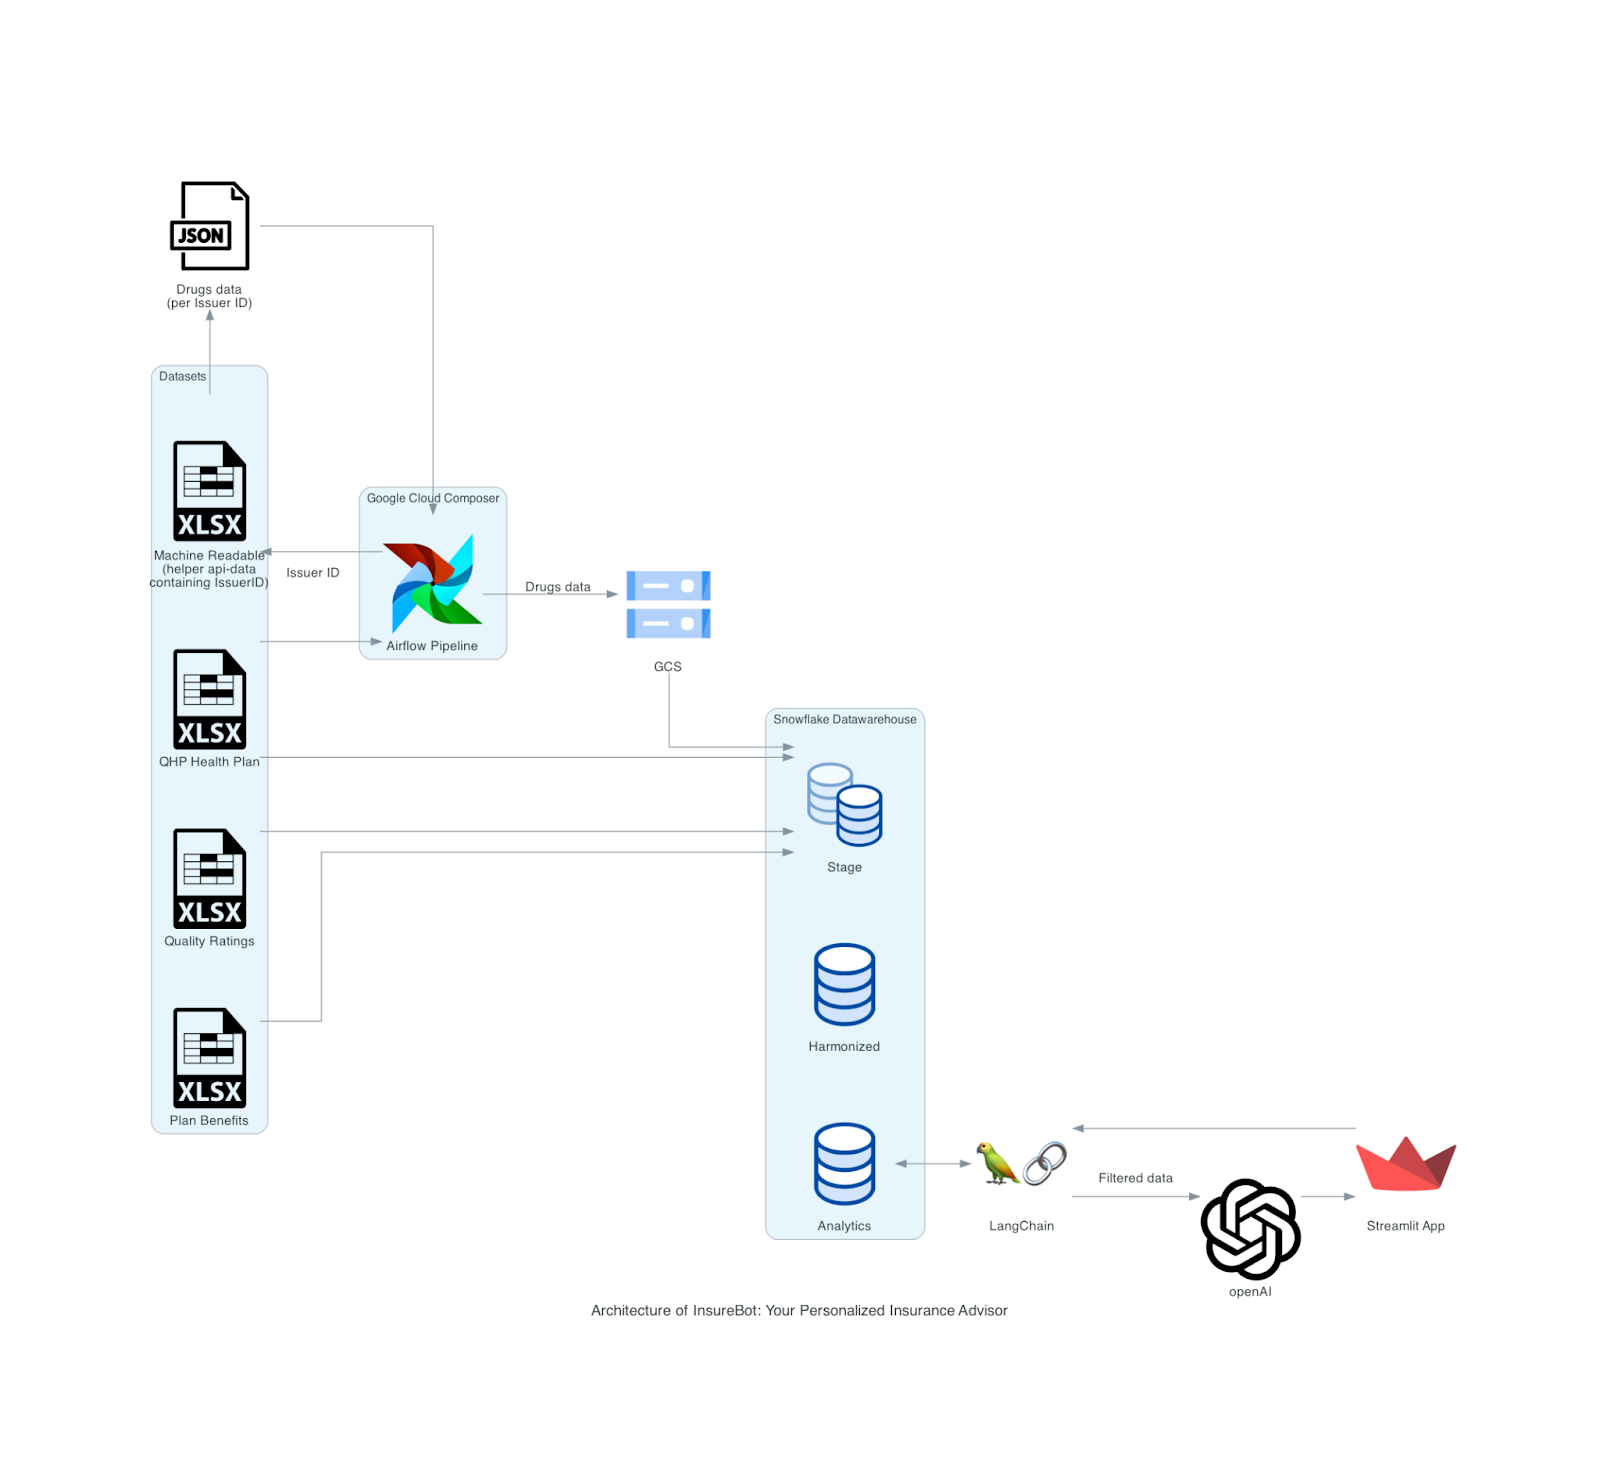 JSON
Drugs data
(per Issuer ID)
Datasets
XLSX
Machine Readable
(helper api-data
containing IssuerID)
Issuer ID
Google Cloud Composer
Airflow Pipeline
Drugs data
GCS
XLSX
QHP Health Plan
XLSX
Quality Ratings
XLSX
Plan Benefits
Snowflake Datawarehouse
Stage
Harmonized
Analytics
LangChain
Filtered data
openAI
Streamlit App
Architecture of InsureBot: Your Personalized Insurance Advisor